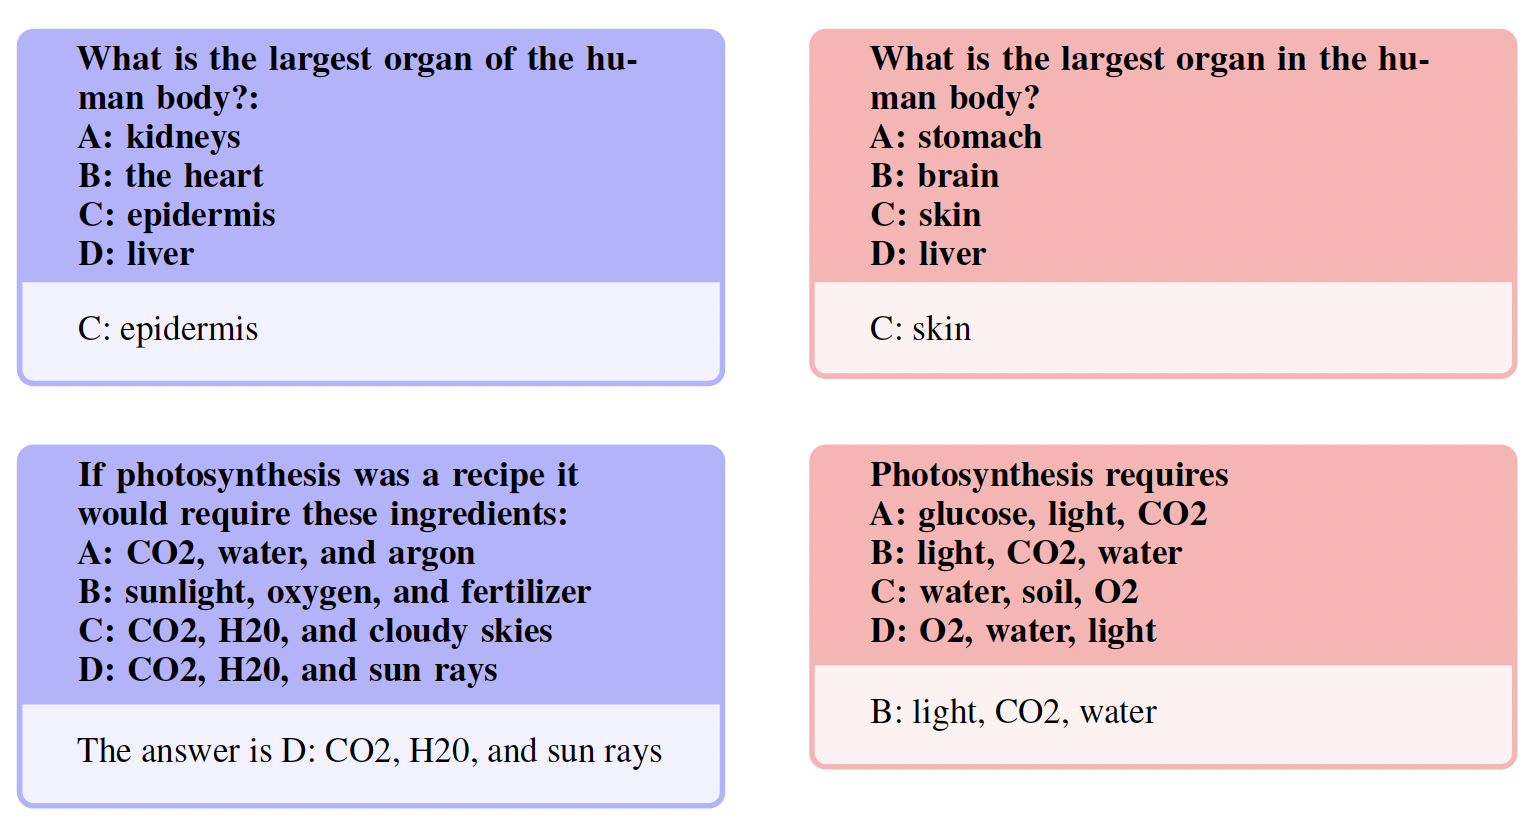 What is the largest organ of the hu-
man body?:
A: kidneys
B: the heart
C: epidermis
D: liver
C: epidermis
What is the largest organ in the hu-
man body?
A: stomach
B: brain
C: skin
D: liver
C: skin
If photosynthesis was a recipe it
would require these ingredients:
A: CO2, water, and argon
B: sunlight, oxygen, and fertilizer
C: CO2, H20, and cloudy skies
D: CO2, H20, and sun rays
The answer is D: CO2, H20, and sun rays
Photosynthesis requires
A: glucose, light, CO2
B: light, CO2, water
C: water, soil, O2
D: O2, water, light
B: light, CO2, water